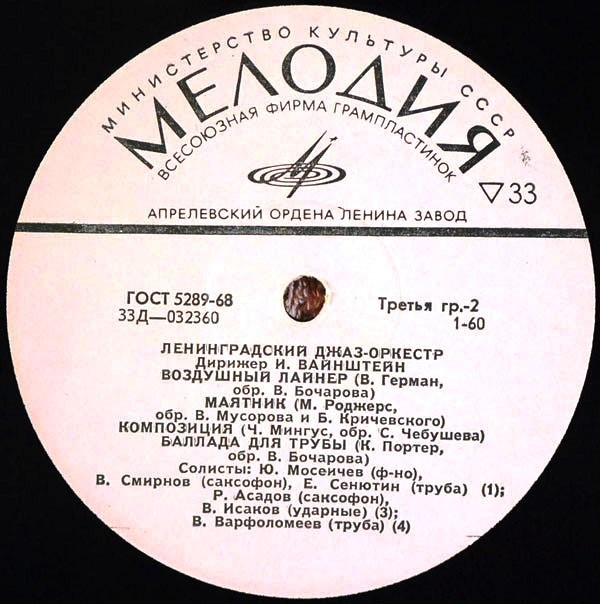 МИНИСТЕРСТВО КУЛЬТУРЫ СССР
МЕЛОДИЯ
ВСЕСОЮЗНАЯ ФИРМА ГРАМПЛАСТИНОК
▽33
АПРЕЛЕВСКИЙ ОРДЕНА ЛЕНИНА ЗАВОД
ГОСТ 5289-68 Третья гр.-2
33Д—032360 1-60
ЛЕНИНГРАДСКИЙ ДЖАЗ-ОРКЕСТР
Дирижер И. ВАЙНШТЕЙН
ВОЗДУШНЫЙ ЛАЙНЕР (В. Герман,
обр. В. Бочарова)
МАЯТНИК (М. Роджерс,
обр. В. Мусорова и Б. Кричевского)
КОМПОЗИЦИЯ (Ч. Мингус, обр. С. Чебушева)
БАЛЛАДА ДЛЯ ТРУБЫ (К. Портер,
обр. В. Бочарова)
Солисты: Ю. Мосеичев (ф-но),
В. Смирнов (саксофон), Е. Сенютин (труба) (1);
Р. Асадов (саксофон),
В. Исаков (ударные) (3);
В. Варфоломеев (труба) (4)